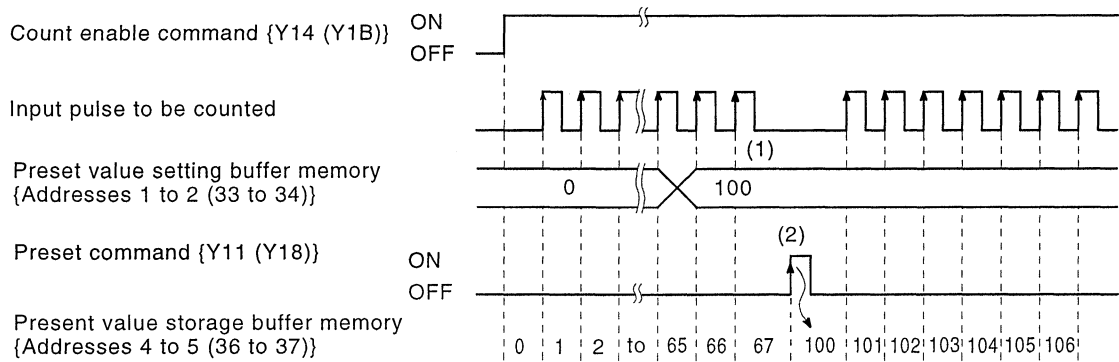 Count enable command {Y14 (Y1B)}
ON
OFF
Input pulse to be counted
(1)
Preset value setting buffer memory
{Addresses 1 to 2 (33 to 34)}
0
100
(2)
Preset command {Y11 (Y18)}
ON
OFF
Present value storage buffer memory
{Addresses 4 to 5 (36 to 37)}
0 1 2 to 65 66 67 100 101 102 103 104 105 106